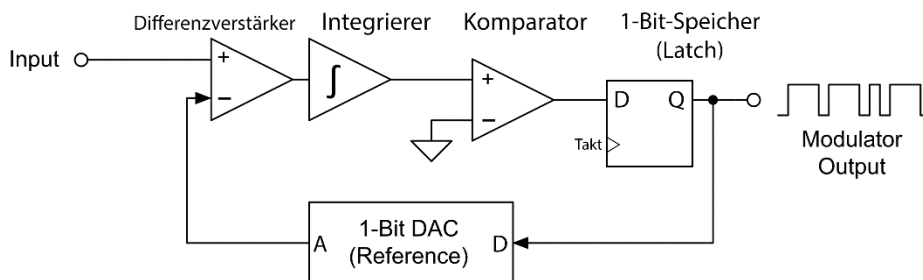 Differenzverstärker
Integrierer
Komparator
1-Bit-Speicher
(Latch)
Input
+
−
∫
+
−
D
Q
Takt
Modulator
Output
1-Bit DAC
(Reference)
A
D